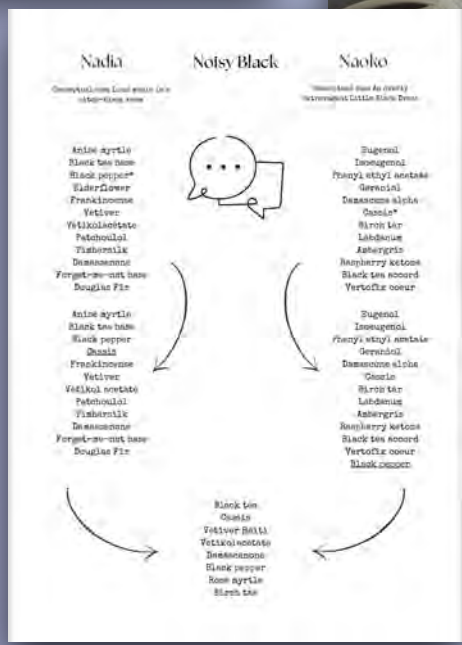 Nadia
Noisy Black
Naoko
Anise myrtle
Black tea base
Black pepper*
Elderflower
Frankincense
Vetiver
Vetikolacetate
Patchoulol
Timbersilk
Damascenone
Forget-me-not base
Douglas Fir
Eugenol
Isoeugenol
Phenyl ethyl acetate
Geraniol
Damascone alpha
Cassis*
Birch tar
Labdanum
Ambergris
Raspberry ketone
Black tea accord
Vertofix coeur
Anise myrtle
Black tea base
Black pepper
Cassis
Frankincense
Vetiver
Vetikol acetate
Patchoulol
Timbersilk
Damascenone
Forget-me-not base
Douglas Fir
Eugenol
Isoeugenol
Phenyl ethyl acetate
Geraniol
Damascone alpha
Cassis
Birch tar
Labdanum
Ambergris
Raspberry ketone
Black tea accord
Vertofix coeur
Black pepper
Black tea
Cassis
Vetiver Haiti
Vetikolacetate
Damascenone
Black pepper
Rose myrtle
Birch tar